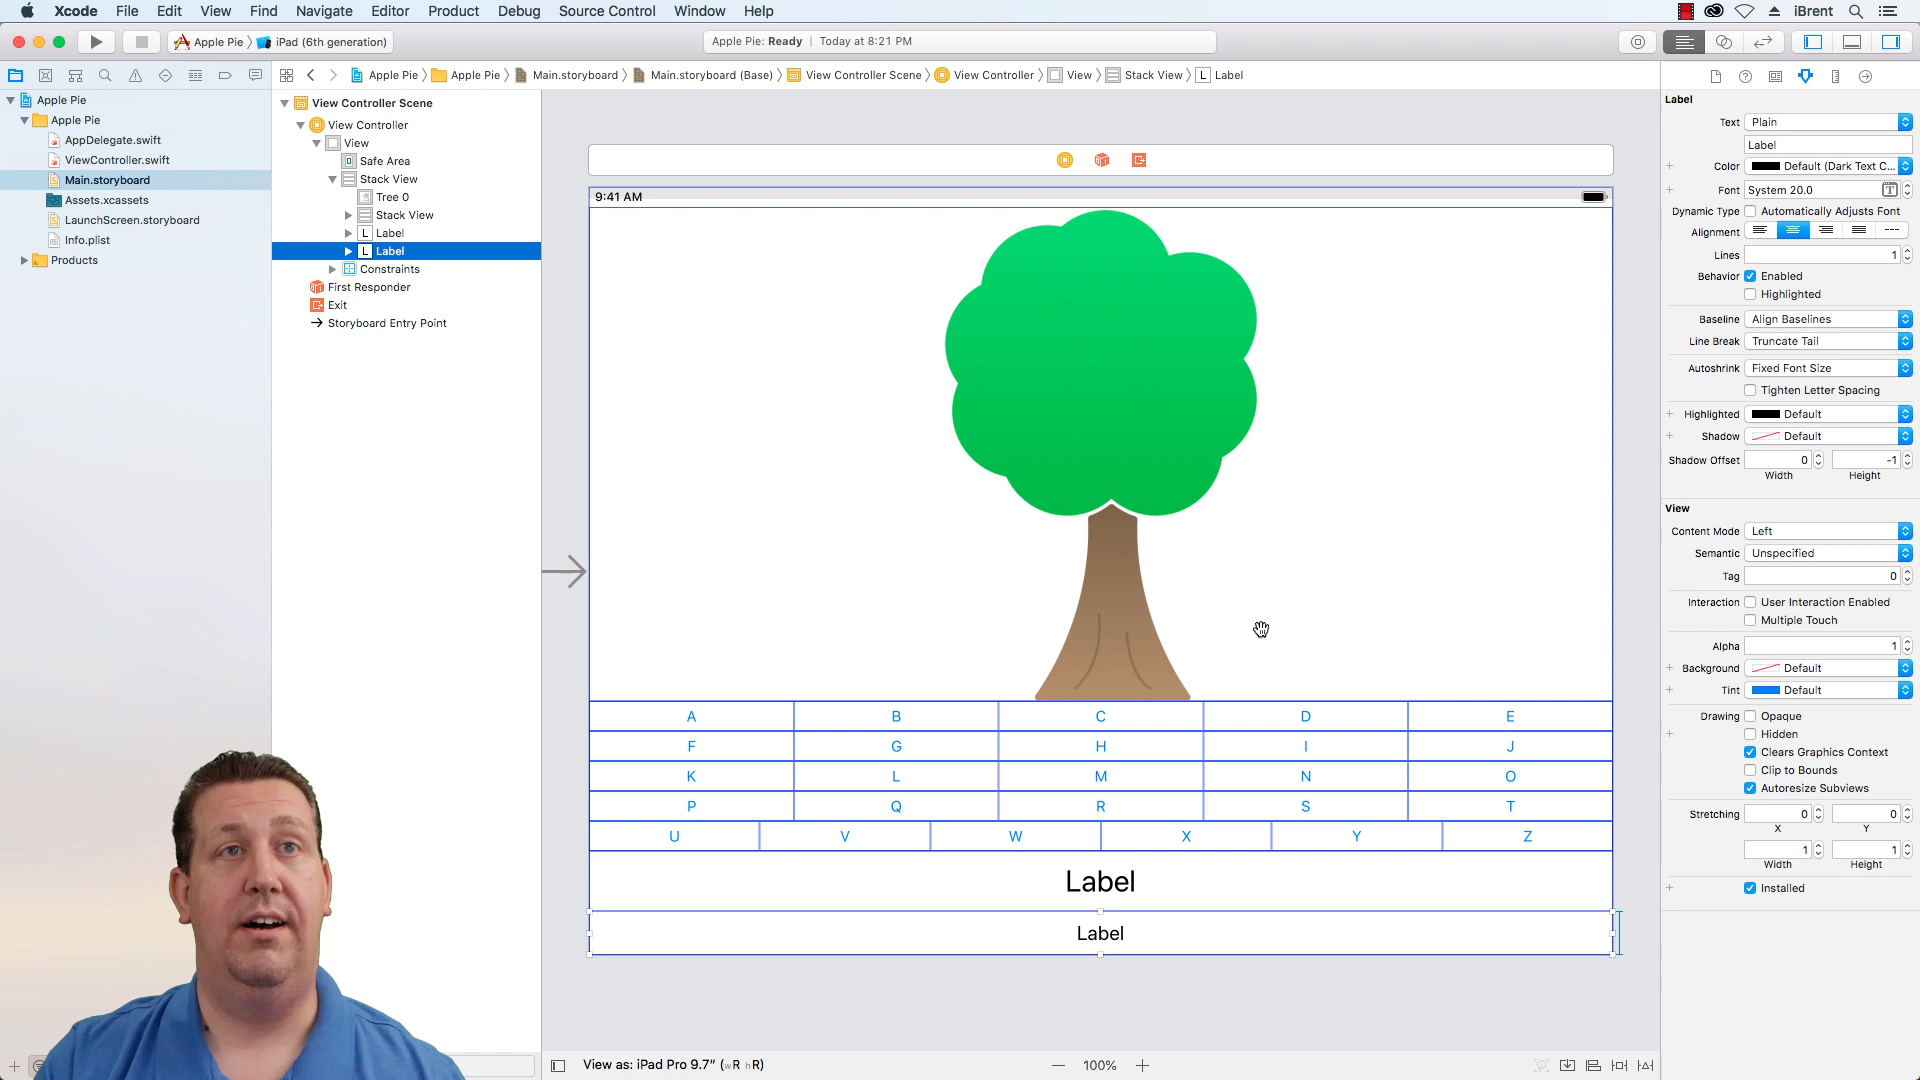 Xcode File Edit View Find Navigate Editor Product Debug Source Control Window Help iBrent
Apple Pie iPad (6th generation) Apple Pie: Ready Today at 8:21 PM
Apple Pie Apple Pie Main.storyboard Main.storyboard (Base) View Controller Scene View Controller View Stack View L Label
Apple Pie
Apple Pie
AppDelegate.swift
ViewController.swift
Main.storyboard
Assets.xcassets
LaunchScreen.storyboard
Info.plist
Products
View Controller Scene
View Controller
View
Safe Area
Stack View
Tree 0
Stack View
L Label
L Label
Constraints
First Responder
Exit
Storyboard Entry Point
9:41 AM
A B C D E
F G H I J
K L M N O
P Q R S T
U V W X Y Z
Label
Label
View as: iPad Pro 9.7" (wR hR)
100%
Label
Text Plain
Label
Color Default (Dark Text C...
Font System 20.0 T
Dynamic Type Automatically Adjusts Font
Alignment
Lines 1
Behavior Enabled
Highlighted
Baseline Align Baselines
Line Break Truncate Tail
Autoshrink Fixed Font Size
Tighten Letter Spacing
Highlighted Default
Shadow Default
Shadow Offset 0 -1
Width Height
View
Content Mode Left
Semantic Unspecified
Tag 0
Interaction User Interaction Enabled
Multiple Touch
Alpha 1
Background Default
Tint Default
Drawing Opaque
Hidden
Clears Graphics Context
Clip to Bounds
Autoresize Subviews
Stretching 0 0
X Y
1 1
Width Height
Installed